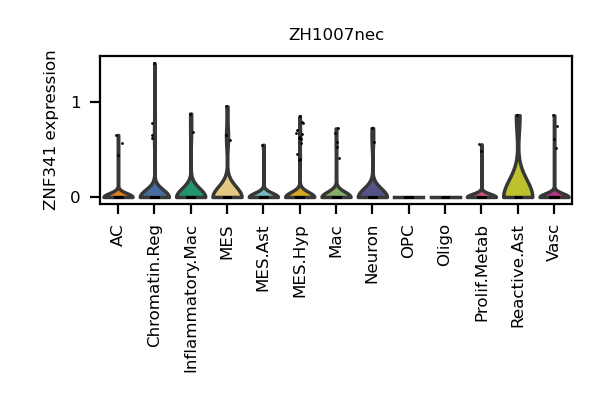 ZH1007nec
ZNF341 expression
1
0
AC
Chromatin.Reg
Inflammatory.Mac
MES
MES.Ast
MES.Hyp
Mac
Neuron
OPC
Oligo
Prolif.Metab
Reactive.Ast
Vasc